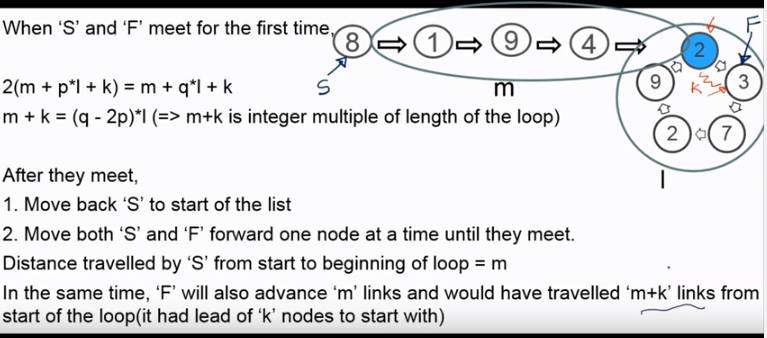 When 'S' and 'F' meet for the first time,
8 1 9 4 2
F
S
9 3
K
2(m + p*l + k) = m + q*l + k
m
m + k = (q - 2p)*l (=> m+k is integer multiple of length of the loop)
2 7
l
After they meet,
1. Move back 'S' to start of the list
2. Move both 'S' and 'F' forward one node at a time until they meet.
Distance travelled by 'S' from start to beginning of loop = m
In the same time, 'F' will also advance 'm' links and would have travelled 'm+k' links from
start of the loop(it had lead of 'k' nodes to start with)